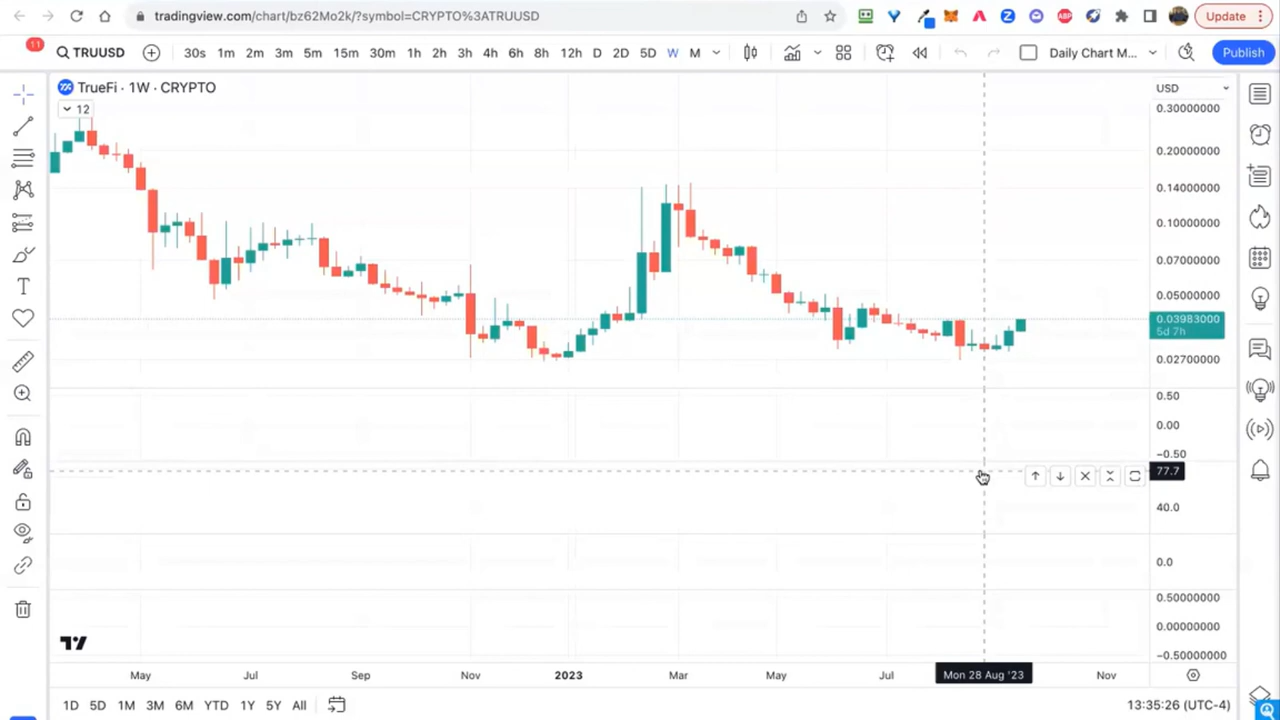 tradingview.com/chart/bz62Mo2k/?symbol=CRYPTO%3ATRUUSD
ABP
Update
11
TRUUSD
30s 1m 2m 3m 5m 15m 30m 1h 2h 3h 4h 6h 8h 12h D 2D 5D W M
Daily Chart M...
Publish
TrueFi · 1W · CRYPTO
12
USD
0.30000000
0.20000000
0.14000000
0.10000000
0.07000000
0.05000000
0.03983000
5d 7h
0.02700000
0.50
0.00
−0.50
77.7
40.0
0.0
0.50000000
0.00000000
−0.50000000
May Jul Sep Nov 2023 Mar May Jul Mon 28 Aug '23 Nov
1D 5D 1M 3M 6M YTD 1Y 5Y All
13:35:26 (UTC-4)